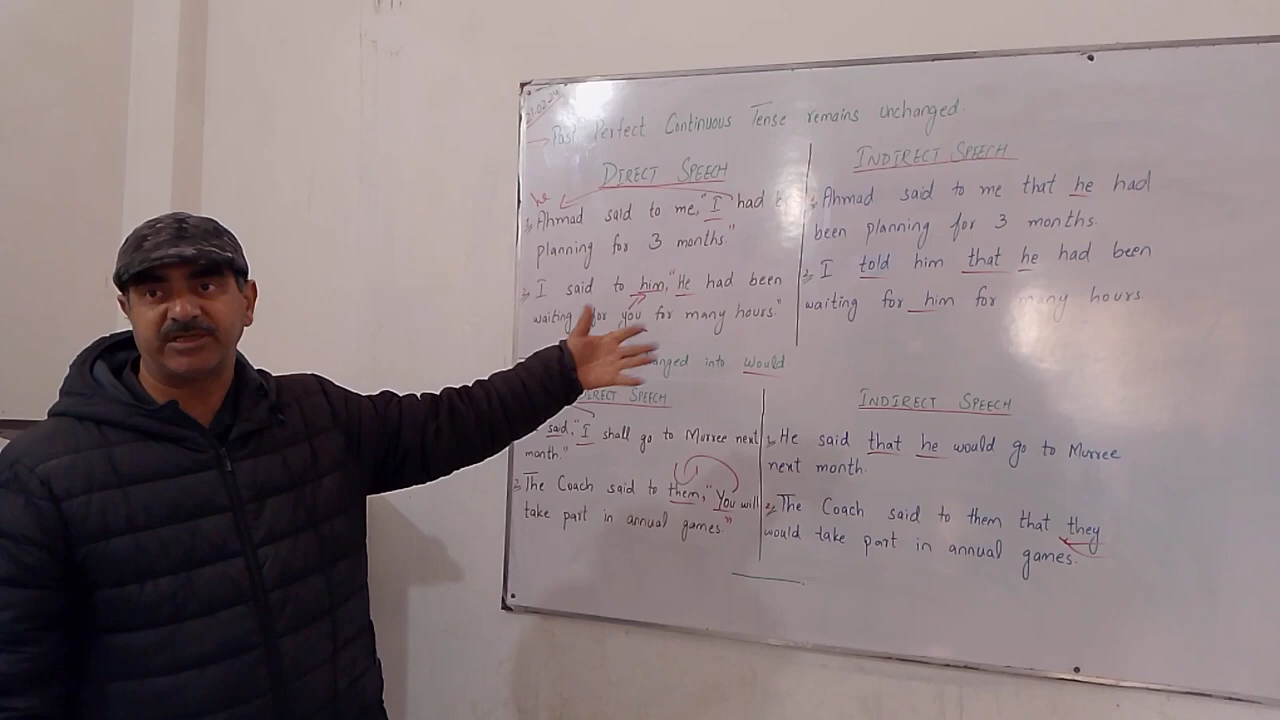 21.02.24
→ Past Perfect Continuous Tense remains unchanged.
DIRECT SPEECH
he
1. Ahmad said to me, "I had
planning for 3 months."
2. I said to him, "He had been
waiting for you for many hours."
INDIRECT SPEECH
1. Ahmad said to me that he had
been planning for 3 months.
2. I told him that he had been
waiting for him for many hours
into would
DIRECT SPEECH
said, "I shall go to Murree next
month."
2. The Coach said to them, "You will
take part in annual games."
INDIRECT SPEECH
1. He said that he would go to Murree
next month.
2. The Coach said to them that they
would take part in annual games.